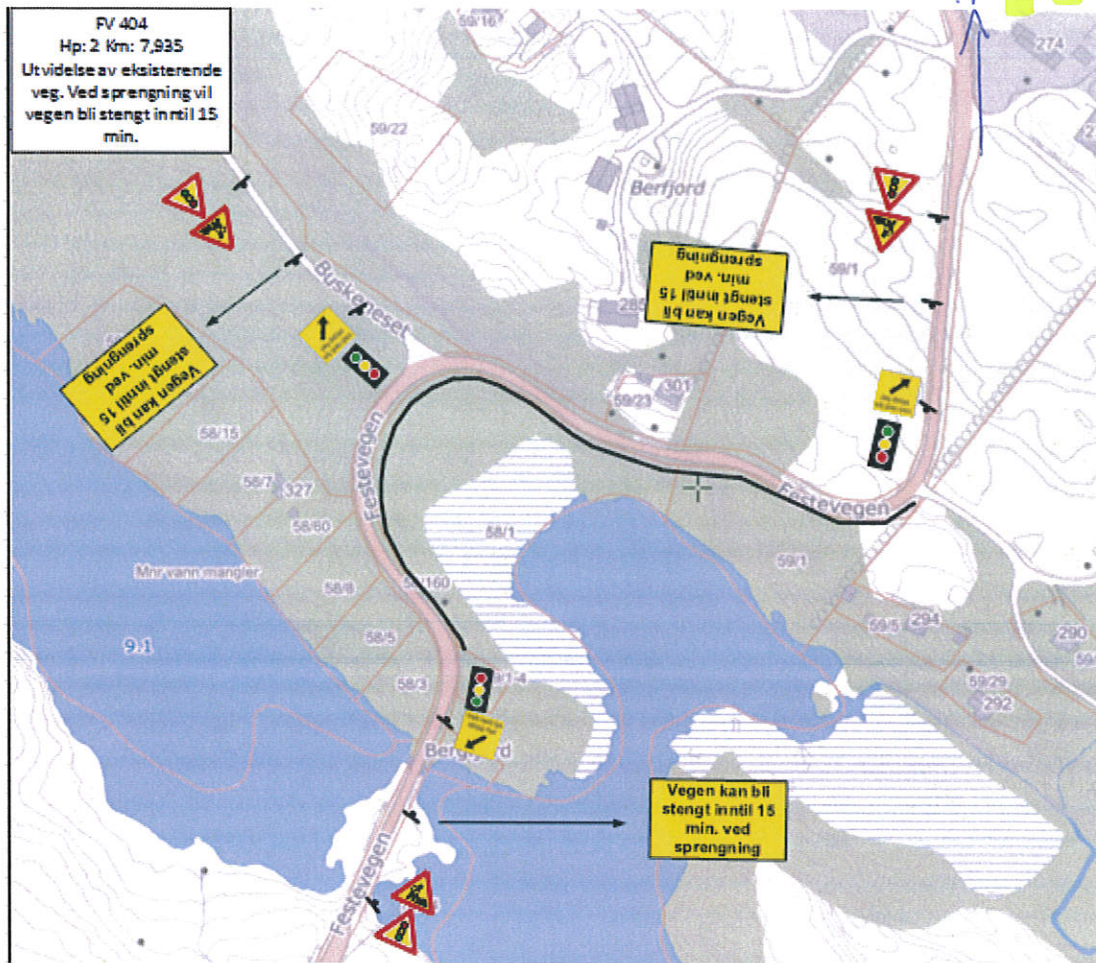 FV 404
Hp: 2 Km: 7,935
Utvidelse av eksisterende
veg. Ved sprengning vil
vegen bli stengt inntil 15
min.
59/16
274
59/22
Berfjord
59/1
Vegen kan bli
stengt inntil 15
min. ved
sprengning
285
Buskeneset
Vegen kan bli
stengt inntil 15
min. ved
sprengning
301
59/23
58/15
Festevegen
58/7
327
Festevegen
58/60
58/1
Mnr vann mangler
58/8
59/1
58/5
9.1
59/5
294
290
58/3
59/29
292
Vegen kan bli
stengt inntil 15
min. ved
sprengning
Festevegen